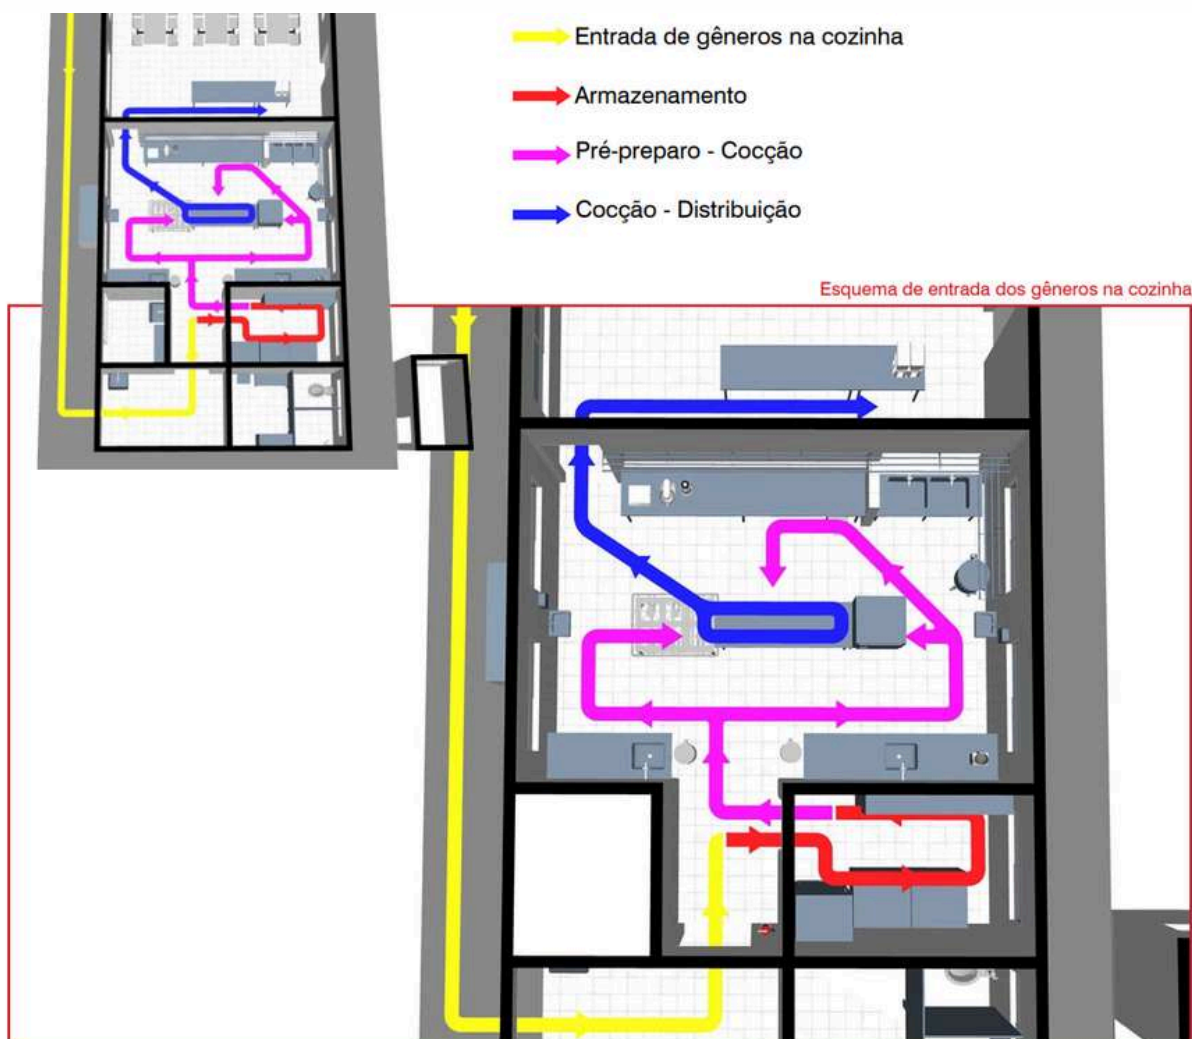 Entrada de gêneros na cozinha
Armazenamento
Pré-preparo - Cocção
Cocção - Distribuição
Esquema de entrada dos gêneros na cozinha